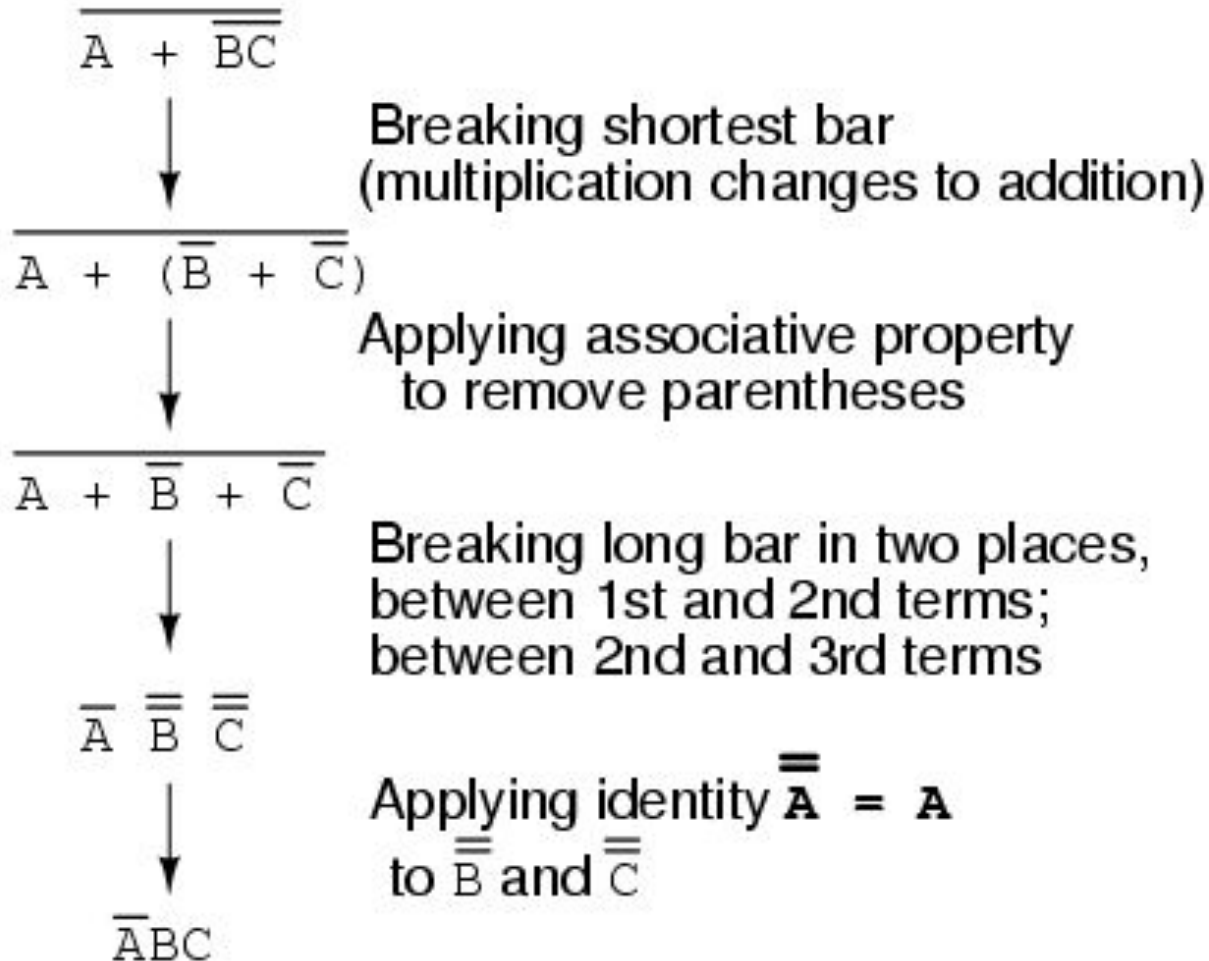 A̅ ̅+̅ ̅B̿C̿
Breaking shortest bar
(multiplication changes to addition)
A̅ ̅+̅ ̅(̅B̿ ̅+̅ ̅C̿)
Applying associative property
to remove parentheses
A̅ ̅+̅ ̅B̿ ̅+̅ ̅C̿
Breaking long bar in two places,
between 1st and 2nd terms;
between 2nd and 3rd terms
A̅ B̿ C̿
Applying identity A̿ = A
to B̿ and C̿
A̅BC